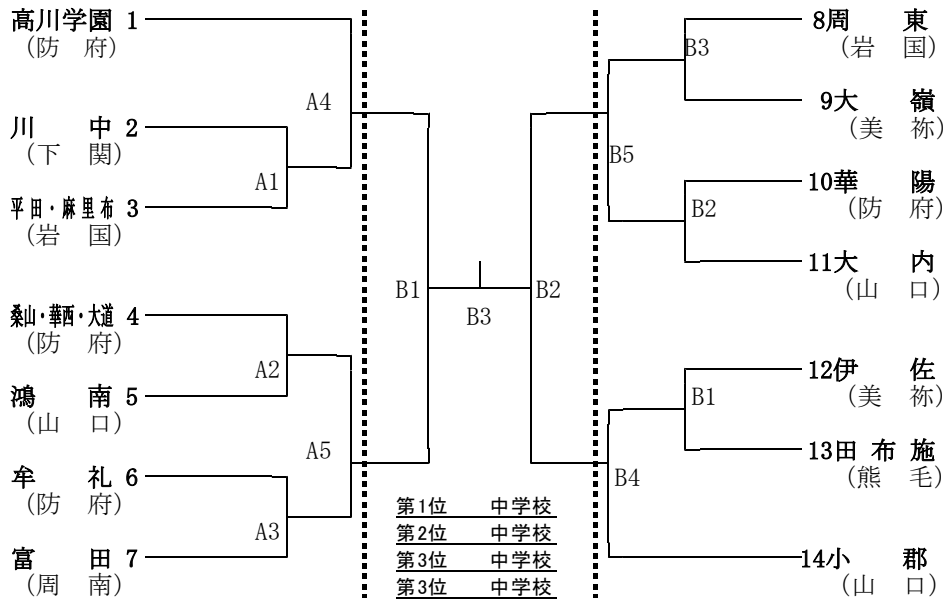 高川学園 1
（防　府）
A4
川　　中 2
（下　関）
A1
平田・麻里布 3
（岩　国）
桑山・華西・大道 4
（防　府）
A2
鴻　　南 5
（山　口）
A5
牟　　礼 6
（防　府）
A3
富　　田 7
（周　南）
B1
B3
B2
第1位　　中学校
第2位　　中学校
第3位　　中学校
第3位　　中学校
8周　　東
（岩　国）
B3
9大　　嶺
（美　祢）
B5
10華　　陽
（防　府）
B2
11大　　内
（山　口）
12伊　　佐
（美　祢）
B1
13田 布 施
（熊　毛）
B4
14小　　郡
（山　口）